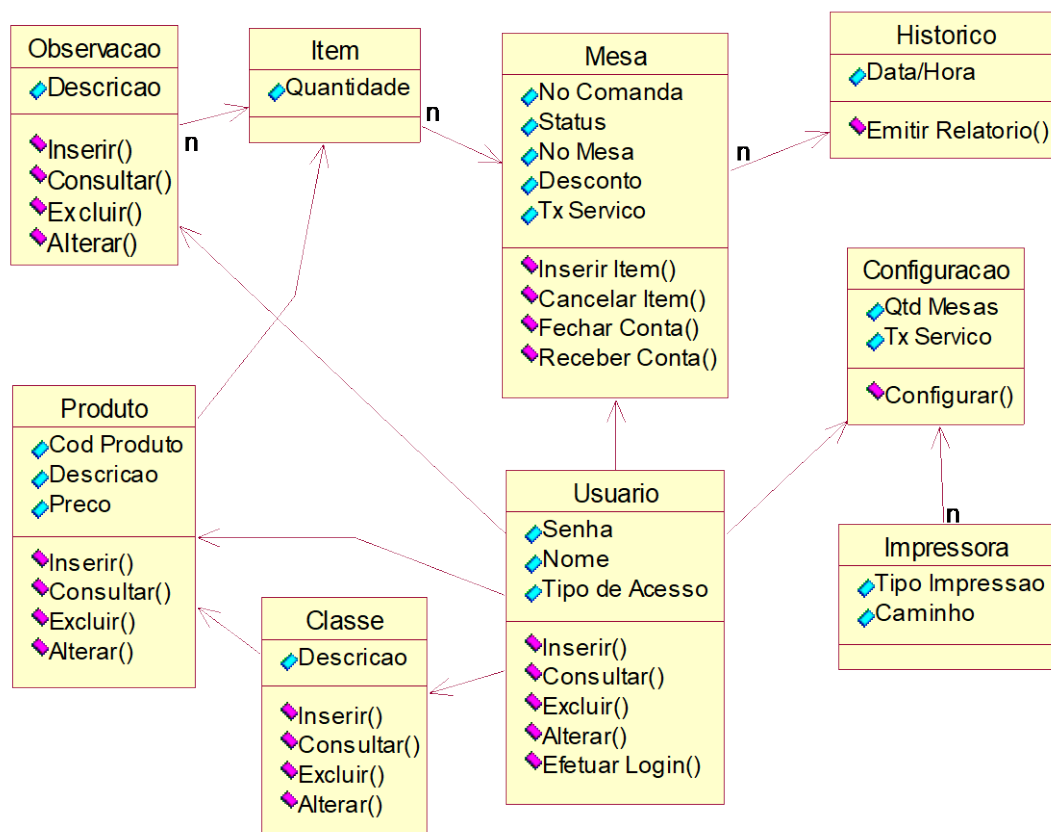 Observacao
Descricao
Inserir()
Consultar()
Excluir()
Alterar()
n
Item
Quantidade
n
Mesa
No Comanda
Status
No Mesa
Desconto
Tx Servico
Inserir Item()
Cancelar Item()
Fechar Conta()
Receber Conta()
n
Historico
Data/Hora
Emitir Relatorio()
Configuracao
Qtd Mesas
Tx Servico
Configurar()
Produto
Cod Produto
Descricao
Preco
Inserir()
Consultar()
Excluir()
Alterar()
Classe
Descricao
Inserir()
Consultar()
Excluir()
Alterar()
Usuario
Senha
Nome
Tipo de Acesso
Inserir()
Consultar()
Excluir()
Alterar()
Efetuar Login()
n
Impressora
Tipo Impressao
Caminho